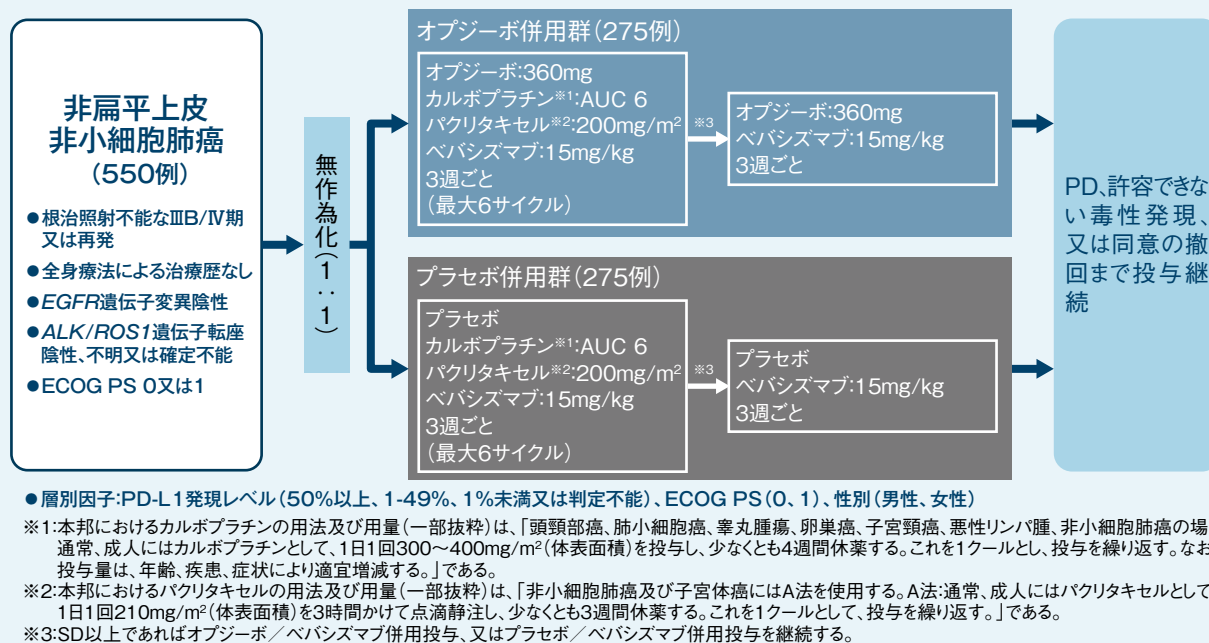 非扁平上皮
非小細胞肺癌
（550例）
●根治照射不能なⅢB/Ⅳ期
又は再発
●全身療法による治療歴なし
●EGFR遺伝子変異陰性
●ALK/ROS1遺伝子転座
陰性、不明又は確定不能
●ECOG PS 0又は1
無作為化（1：1）
オプジーボ併用群（275例）
オプジーボ：360mg
カルボプラチン※1：AUC 6
パクリタキセル※2：200mg/m²
ベバシズマブ：15mg/kg
3週ごと
（最大6サイクル）
※3
オプジーボ：360mg
ベバシズマブ：15mg/kg
3週ごと
プラセボ併用群（275例）
プラセボ
カルボプラチン※1：AUC 6
パクリタキセル※2：200mg/m²
ベバシズマブ：15mg/kg
3週ごと
（最大6サイクル）
※3
プラセボ
ベバシズマブ：15mg/kg
3週ごと
PD、許容できな
い毒性発現、
又は同意の撤
回まで投与継
続
●層別因子：PD-L1発現レベル（50%以上、1-49%、1%未満又は判定不能）、ECOG PS（0、1）、性別（男性、女性）
※1：本邦におけるカルボプラチンの用法及び用量（一部抜粋）は、「頭頸部癌、肺小細胞癌、睾丸腫瘍、卵巣癌、子宮頸癌、悪性リンパ腫、非小細胞肺癌の場
通常、成人にはカルボプラチンとして、1日1回300～400mg/m²（体表面積）を投与し、少なくとも4週間休薬する。これを1クールとし、投与を繰り返す。なお
投与量は、年齢、疾患、症状により適宜増減する。」である。
※2：本邦におけるパクリタキセルの用法及び用量（一部抜粋）は、「非小細胞肺癌及び子宮体癌にはA法を使用する。A法：通常、成人にはパクリタキセルとして
1日1回210mg/m²（体表面積）を3時間かけて点滴静注し、少なくとも3週間休薬する。これを1クールとして、投与を繰り返す。」である。
※3：SD以上であればオプジーボ／ベバシズマブ併用投与、又はプラセボ／ベバシズマブ併用投与を継続する。